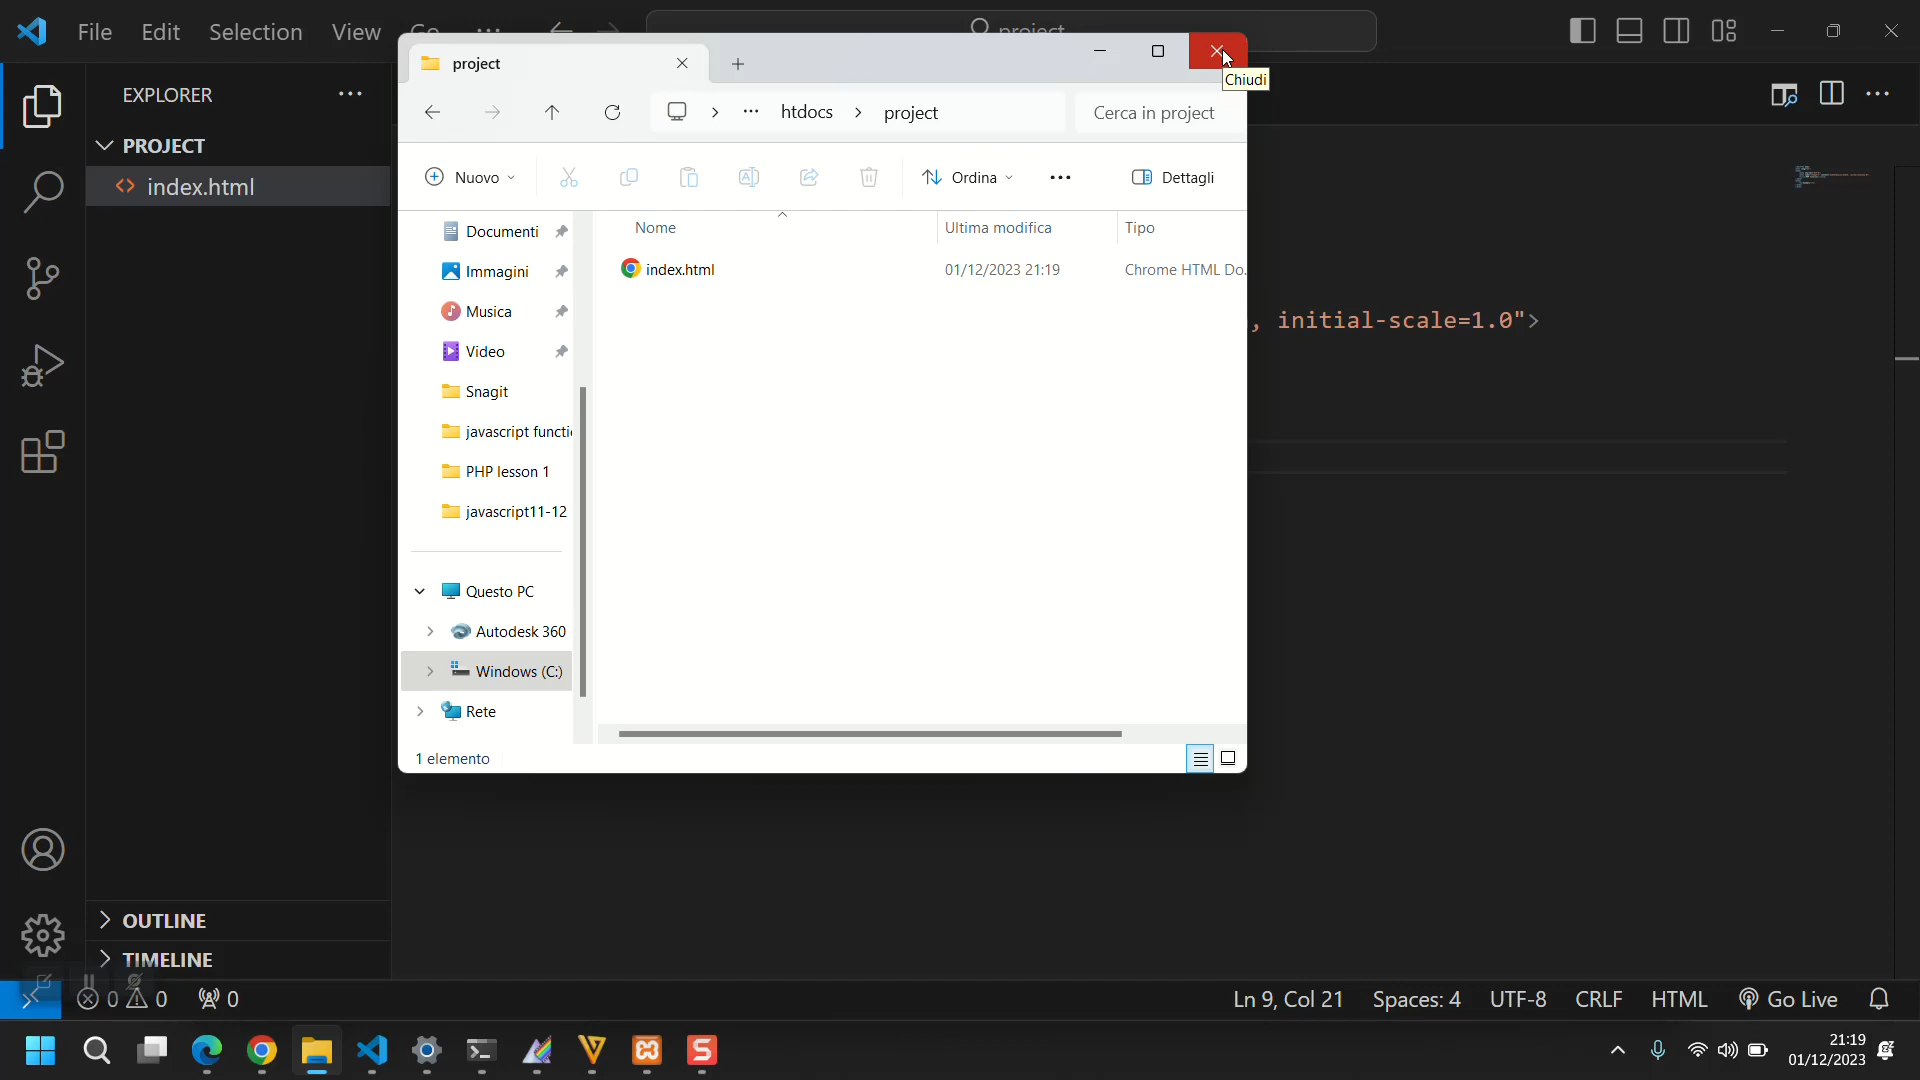 File Edit Selection View Go ... project
project
Chiudi
htdocs > project Cerca in project
Nuovo Ordina Dettagli
Documenti
Immagini
Musica
Video
Snagit
javascript functi
PHP lesson 1
javascript11-12
Questo PC
Autodesk 360
Windows (C:)
Rete
Nome Ultima modifica Tipo
index.html 01/12/2023 21:19 Chrome HTML Do.
1 elemento
EXPLORER
PROJECT
<> index.html
, initial-scale=1.0">
OUTLINE
TIMELINE
0 0 0 Ln 9, Col 21 Spaces: 4 UTF-8 CRLF HTML Go Live
21:19
01/12/2023